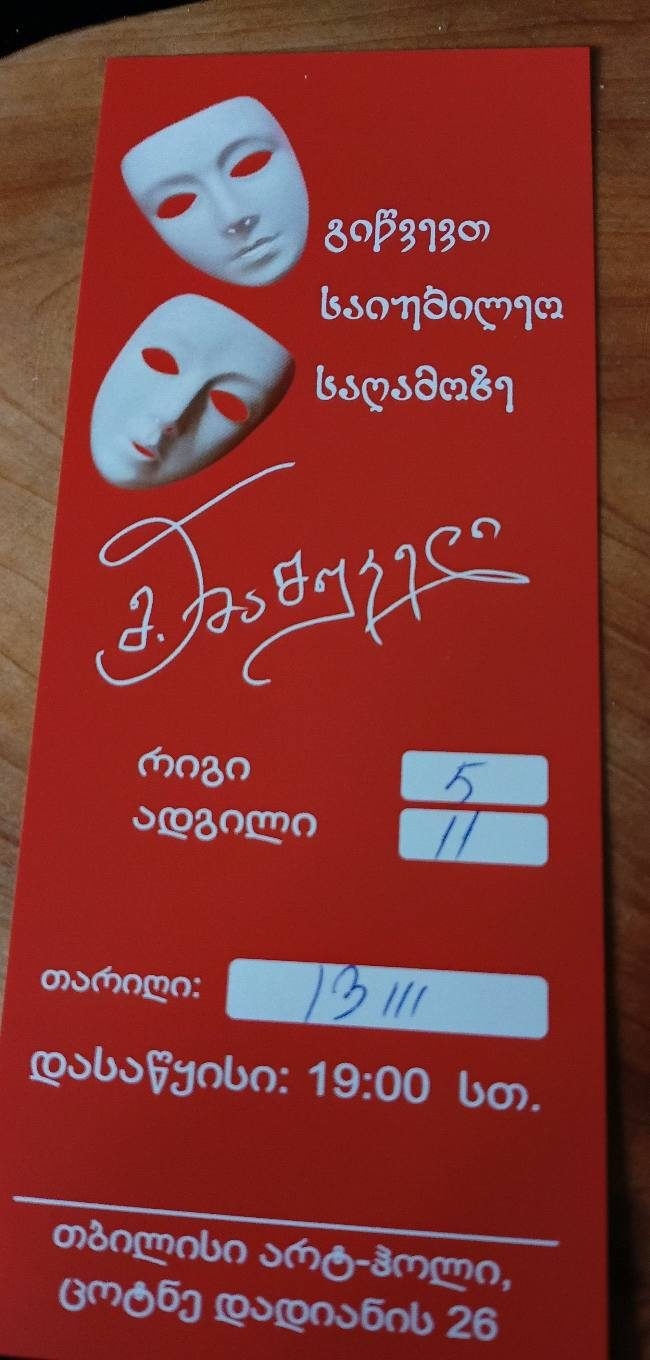 გიწვევთ
საიუბილეო
საღამოზე
რიგი 5
ადგილი 11
თარიღი: 13 III
დასაწყისი: 19:00 სთ.
თბილისი არტ-ჰოლი,
ცოტნე დადიანის 26